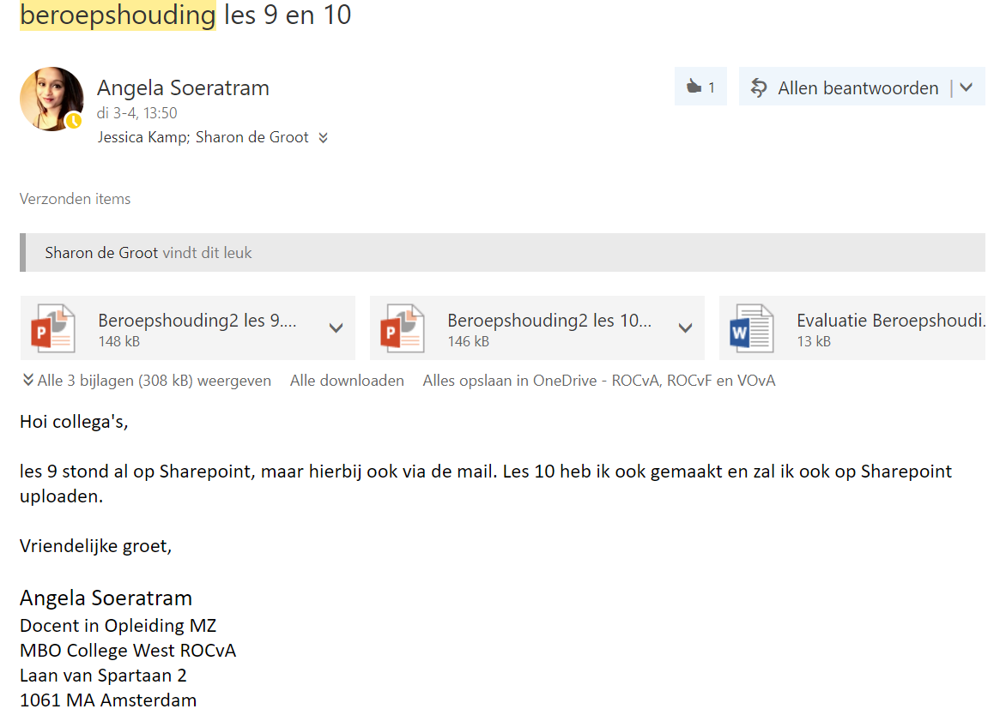 beroepshouding les 9 en 10
Angela Soeratram
di 3-4, 13:50
Jessica Kamp; Sharon de Groot
1
Allen beantwoorden
Verzonden items
Sharon de Groot vindt dit leuk
Beroepshouding2 les 9....
148 kB
Beroepshouding2 les 10...
146 kB
Evaluatie Beroepshoudi.
13 kB
Alle 3 bijlagen (308 kB) weergeven Alle downloaden Alles opslaan in OneDrive - ROCvA, ROCvF en VOvA
Hoi collega's,
les 9 stond al op Sharepoint, maar hierbij ook via de mail. Les 10 heb ik ook gemaakt en zal ik ook op Sharepoint
uploaden.
Vriendelijke groet,
Angela Soeratram
Docent in Opleiding MZ
MBO College West ROCvA
Laan van Spartaan 2
1061 MA Amsterdam